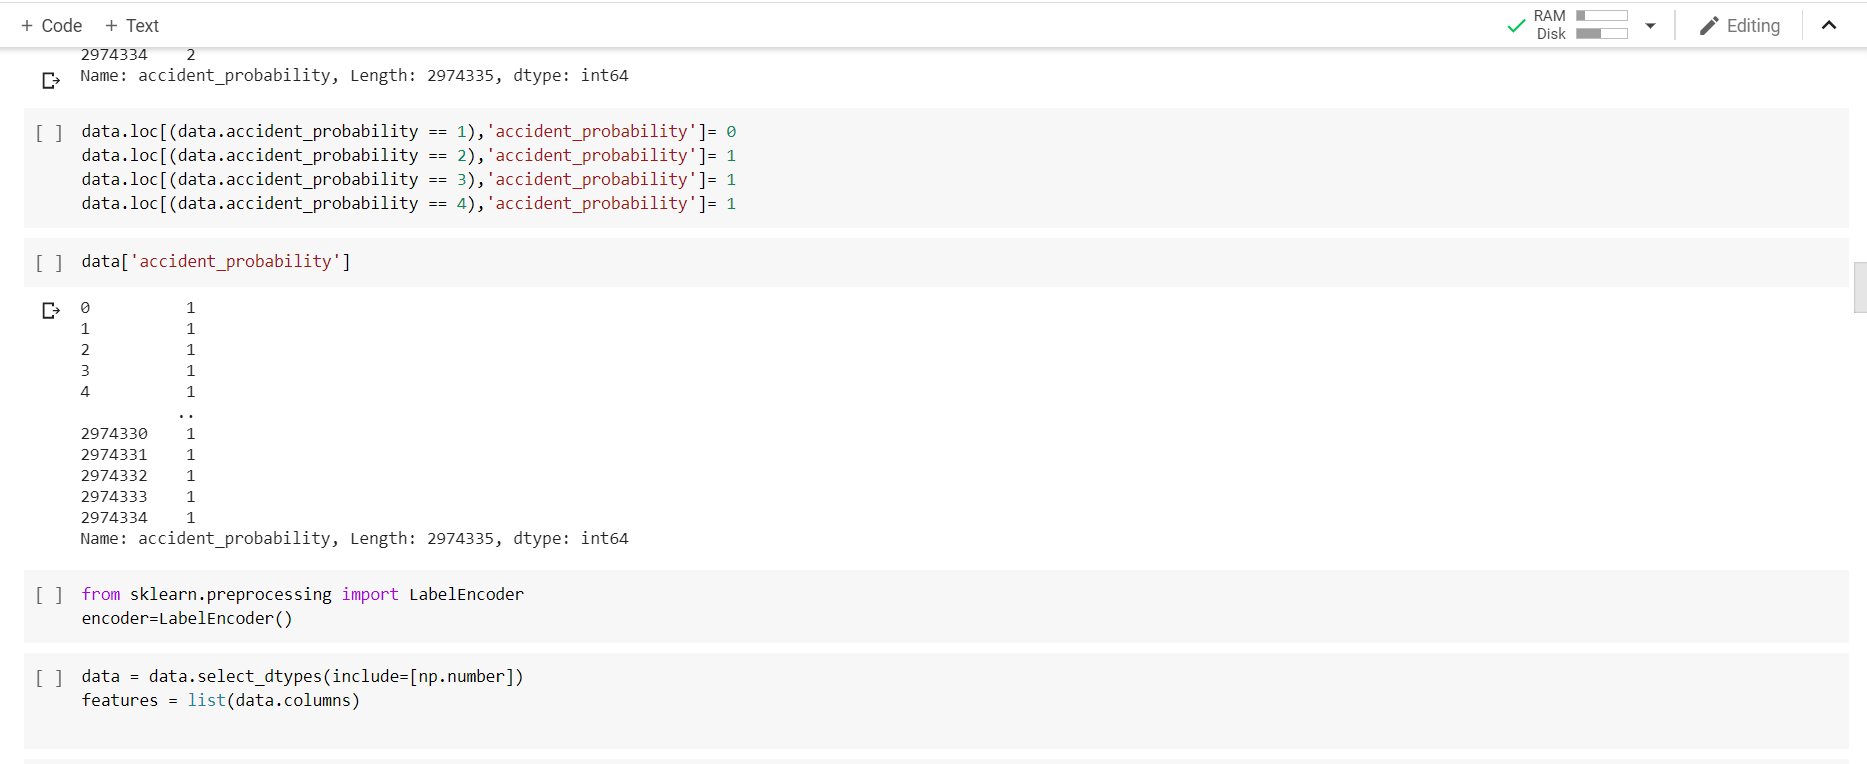 + Code + Text
RAM
Disk
Editing
2974334 2
Name: accident_probability, Length: 2974335, dtype: int64
[ ] data.loc[(data.accident_probability == 1),'accident_probability']= 0
data.loc[(data.accident_probability == 2),'accident_probability']= 1
data.loc[(data.accident_probability == 3),'accident_probability']= 1
data.loc[(data.accident_probability == 4),'accident_probability']= 1
[ ] data['accident_probability']
0 1
1 1
2 1
3 1
4 1
..
2974330 1
2974331 1
2974332 1
2974333 1
2974334 1
Name: accident_probability, Length: 2974335, dtype: int64
[ ] from sklearn.preprocessing import LabelEncoder
encoder=LabelEncoder()
[ ] data = data.select_dtypes(include=[np.number])
features = list(data.columns)